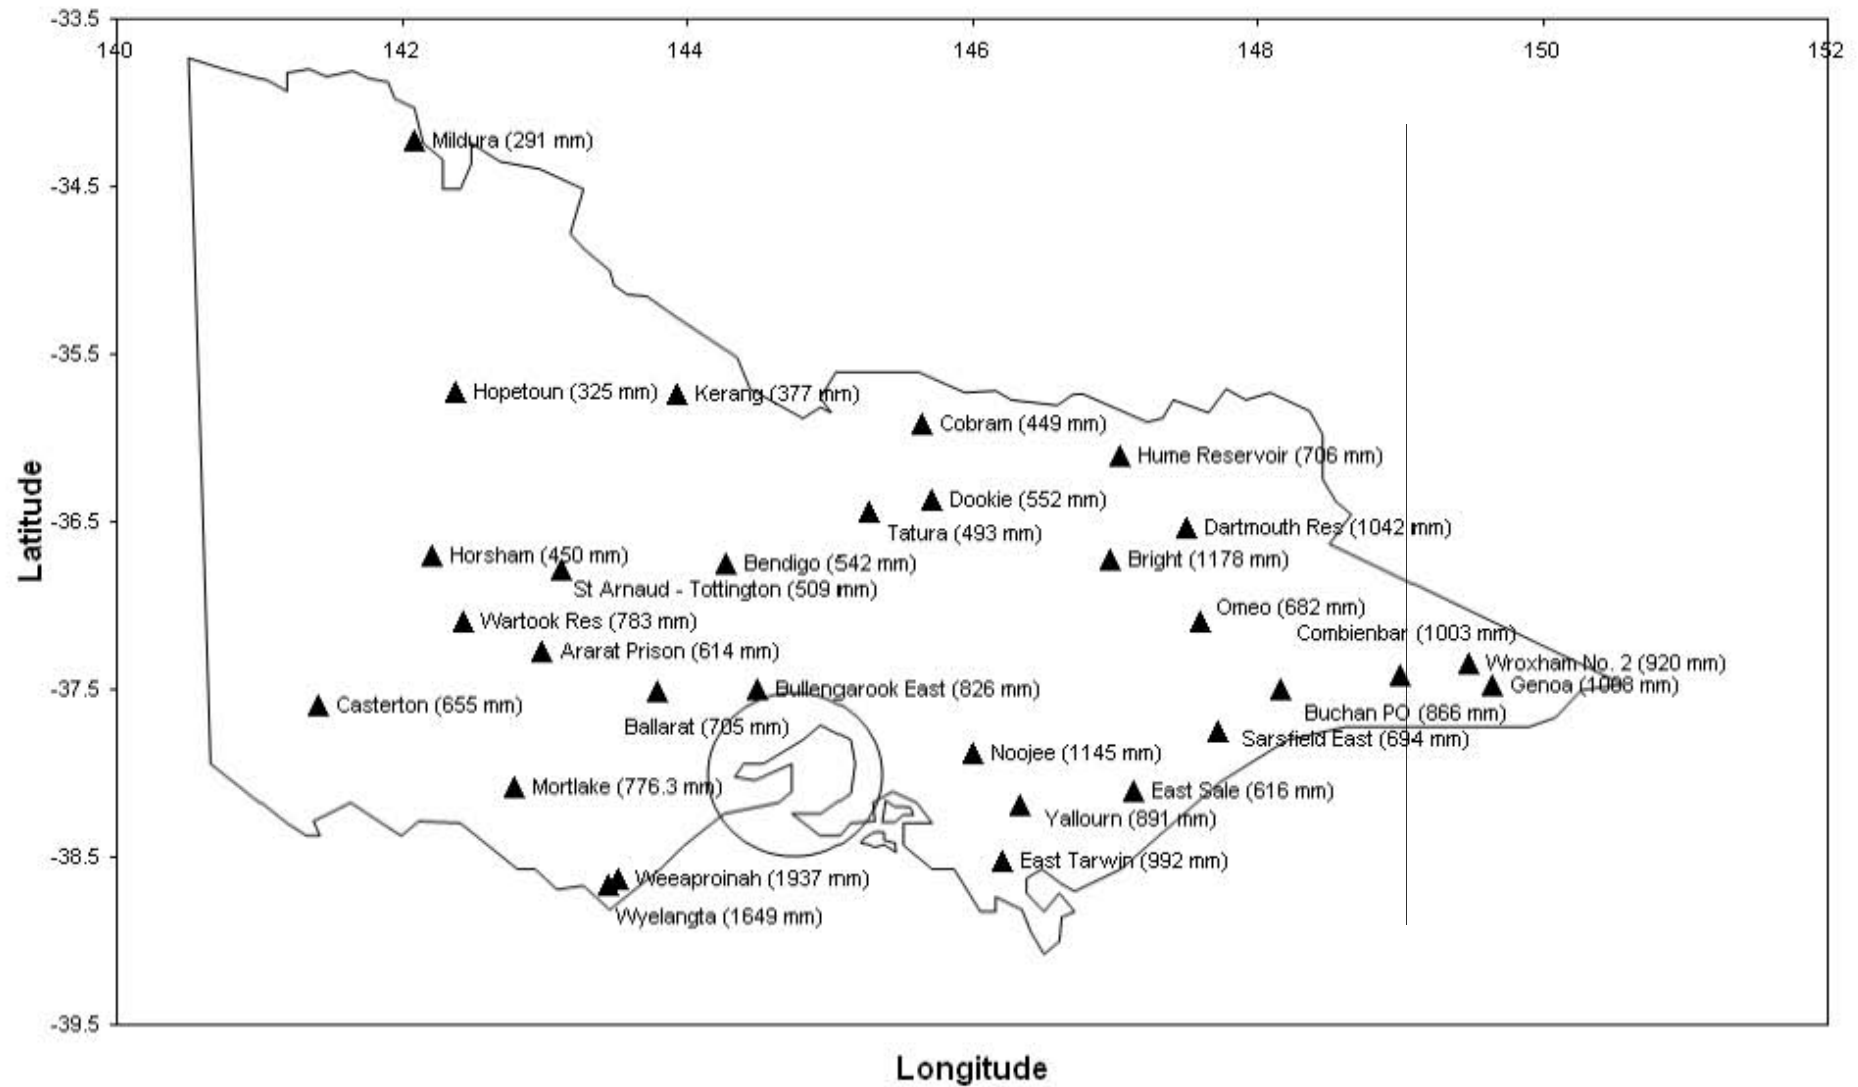 -33.5
140
142
144
146
148
150
152
Mildura (291 mm)
-34.5
-35.5
Hopetoun (325 mm)
Kerang (377 mm)
Cobram (449 mm)
Hume Reservoir (706 mm)
Dookie (552 mm)
-36.5
Tatura (493 mm)
Dartmouth Res (1042 mm)
Horsham (450 mm)
Bendigo (542 mm)
Bright (1178 mm)
St Arnaud - Tottington (509 mm)
Omeo (682 mm)
Wartook Res (783 mm)
Combienbar (1003 mm)
Ararat Prison (614 mm)
Wroxham No. 2 (920 mm)
-37.5
Bullengarook East (826 mm)
Genoa (1008 mm)
Casterton (655 mm)
Buchan PO (866 mm)
Ballarat (705 mm)
Sarsfield East (694 mm)
Noojee (1145 mm)
Mortlake (776.3 mm)
East Sale (616 mm)
Yallourn (891 mm)
-38.5
East Tarwin (992 mm)
Weeaproinah (1937 mm)
Wyelangta (1649 mm)
-39.5
Latitude
Longitude